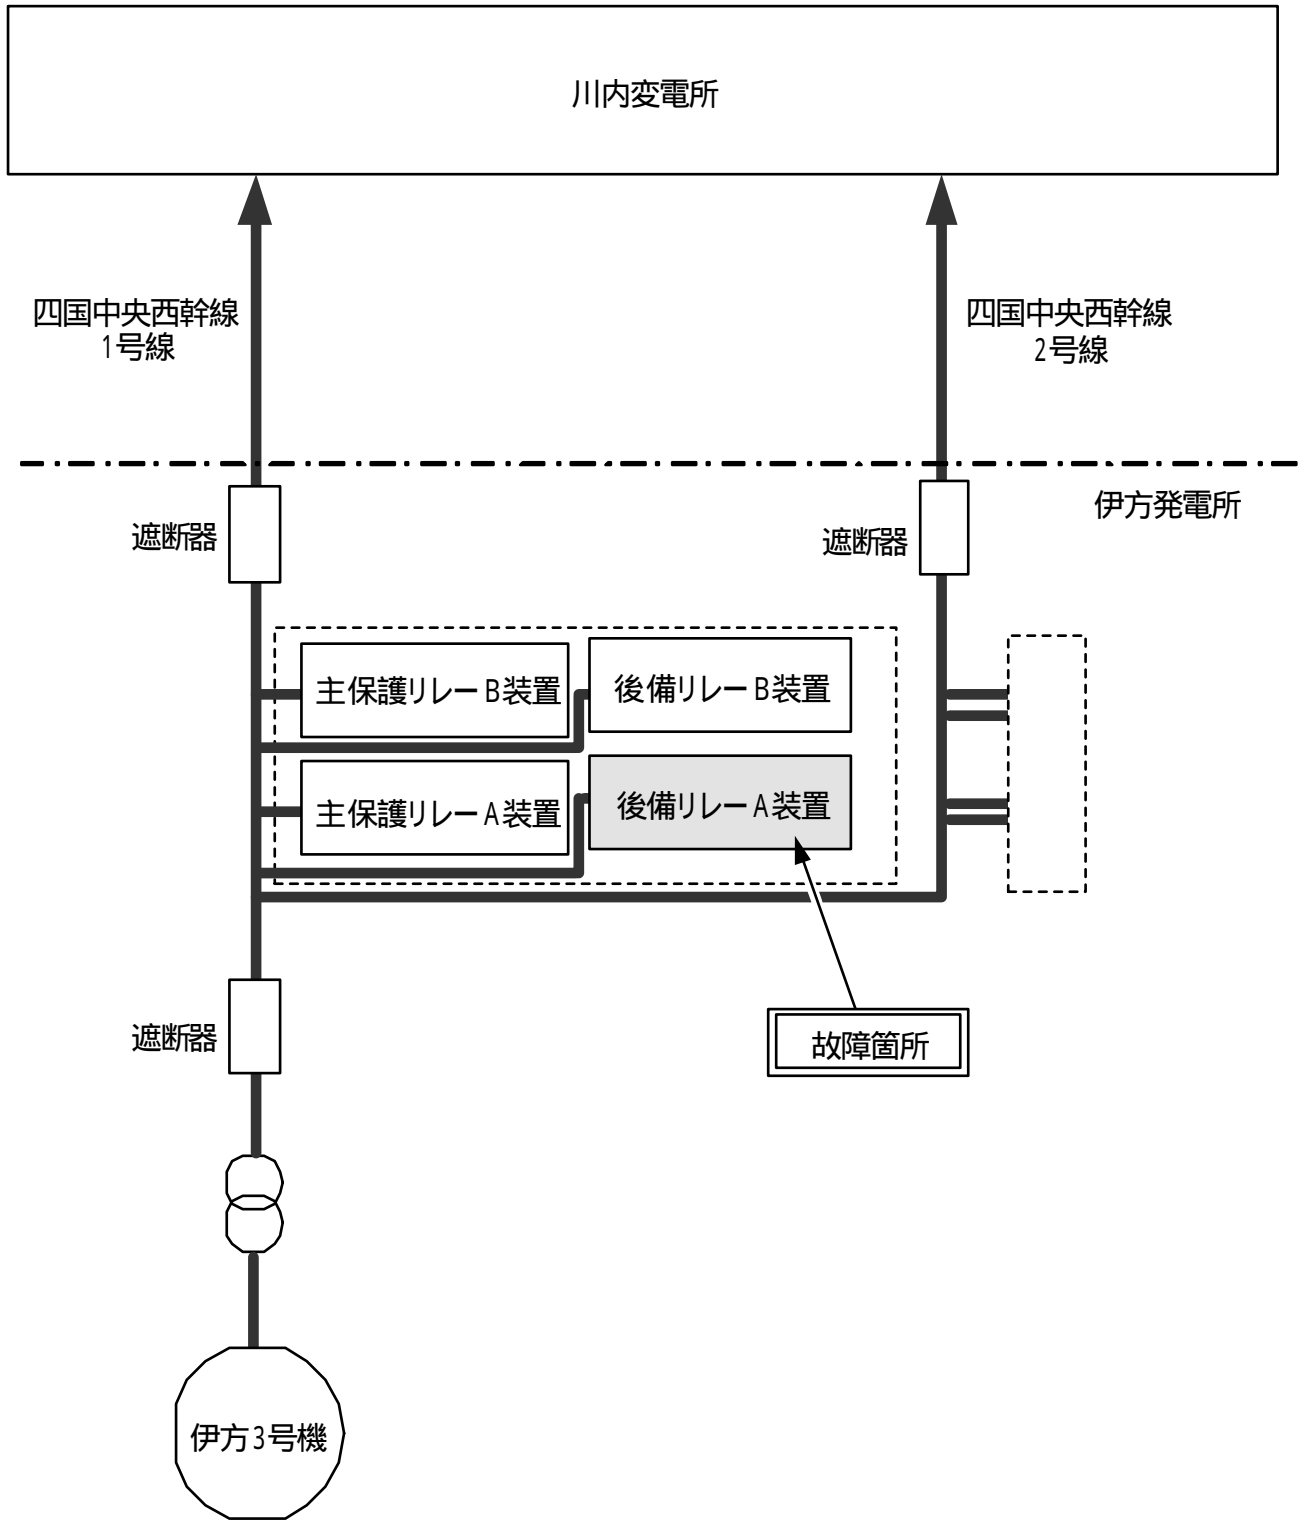 川内変電所
四国中央西幹線
1号線
四国中央西幹線
2号線
伊方発電所
遮断器
遮断器
主保護リレーB装置
後備リレーB装置
主保護リレーA装置
後備リレーA装置
遮断器
故障箇所
伊方3号機